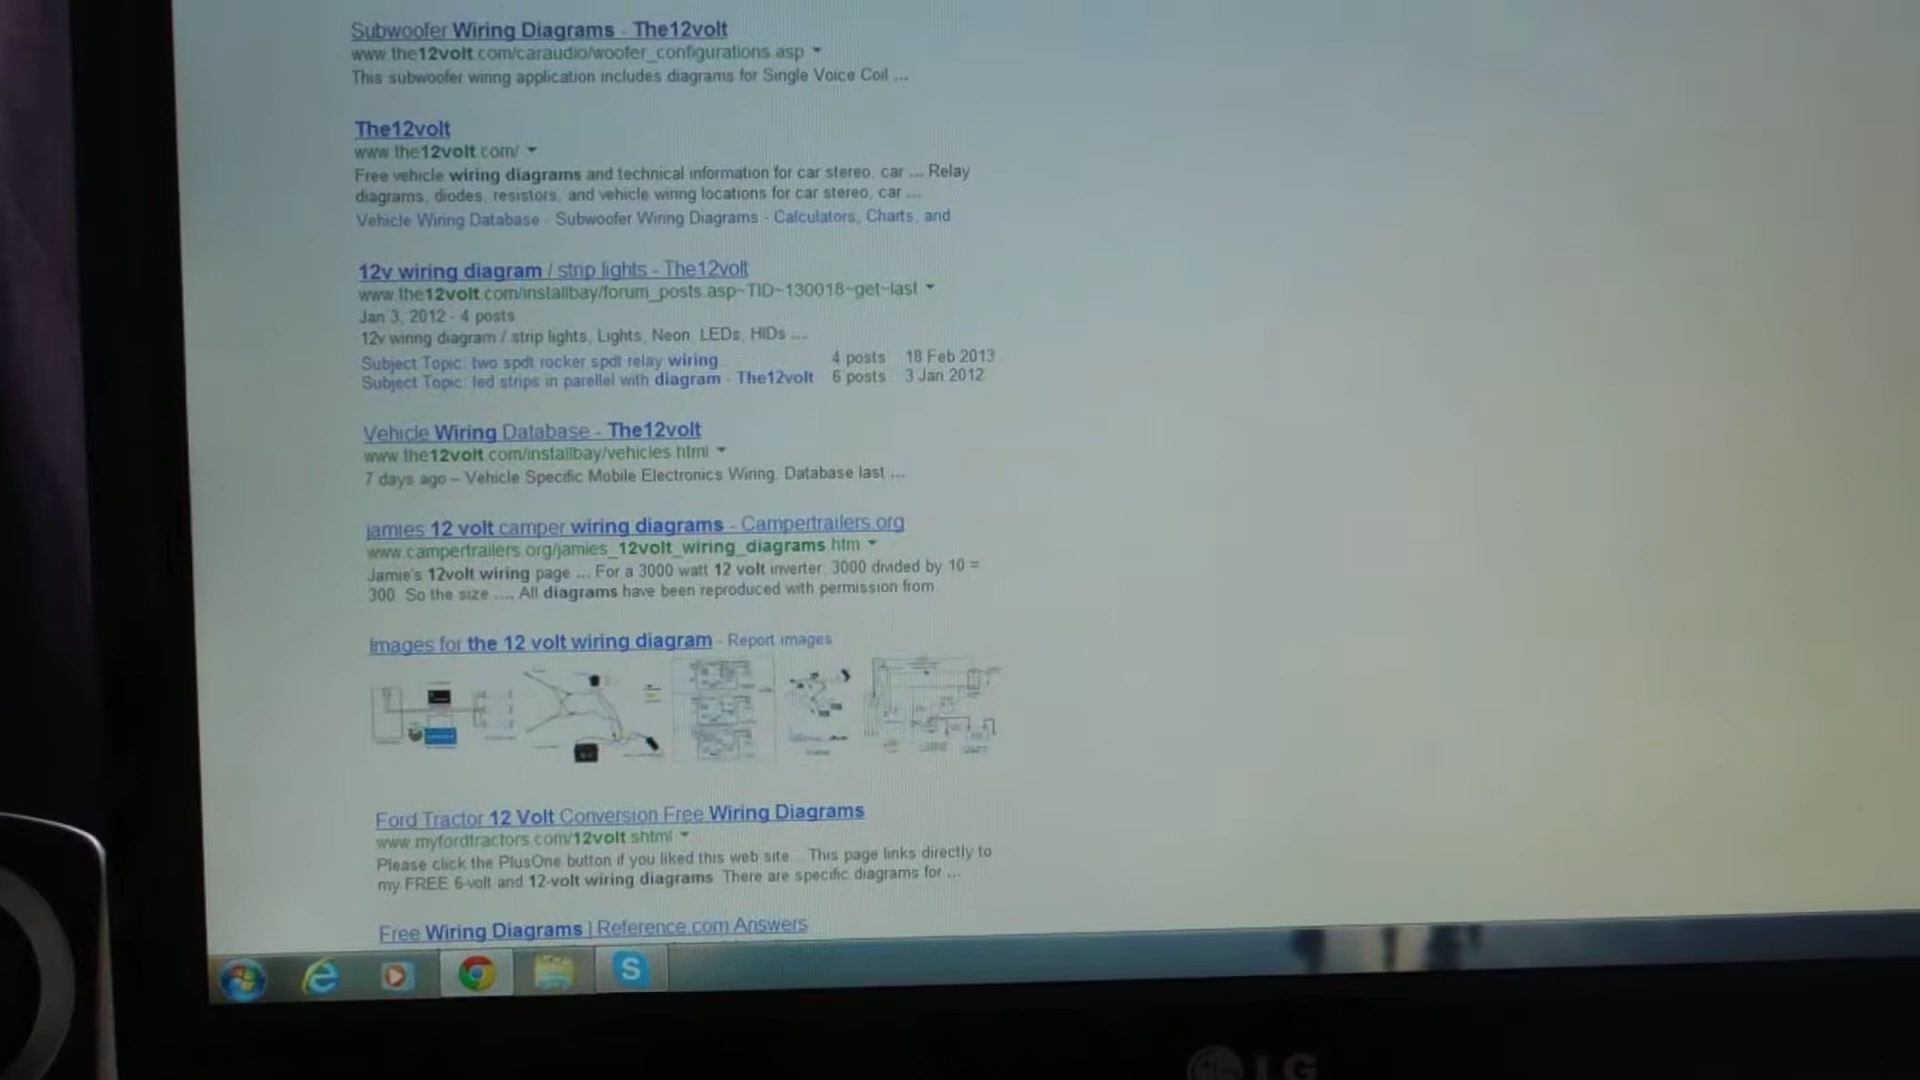 Subwoofer Wiring Diagrams - The12volt
www.the12volt.com/caraudio/woofer_configurations.asp
This subwoofer wiring application includes diagrams for Single Voice Coil ...
The12volt
www.the12volt.com/
Free vehicle wiring diagrams and technical information for car stereo, car ... Relay
diagrams, diodes, resistors, and vehicle wiring locations for car stereo, car ...
Vehicle Wiring Database - Subwoofer Wiring Diagrams - Calculators, Charts, and
12v wiring diagram / strip lights - The12volt
www.the12volt.com/installbay/forum_posts.asp~TID~130018~get~last
Jan 3, 2012 - 4 posts
12v wiring diagram / strip lights, Lights, Neon, LEDs, HIDs ...
Subject Topic: two spdt rocker spdt relay wiring 4 posts 18 Feb 2013
Subject Topic: led strips in parellel with diagram - The12volt 6 posts 3 Jan 2012
Vehicle Wiring Database - The12volt
www.the12volt.com/installbay/vehicles.html
7 days ago – Vehicle Specific Mobile Electronics Wiring. Database last ...
jamies 12 volt camper wiring diagrams - Campertrailers.org
www.campertrailers.org/jamies_12volt_wiring_diagrams.htm
Jamie's 12volt wiring page ... For a 3000 watt 12 volt inverter. 3000 divided by 10 =
300. So the size .... All diagrams have been reproduced with permission from
Images for the 12 volt wiring diagram - Report images
Ford Tractor 12 Volt Conversion Free Wiring Diagrams
www.myfordtractors.com/12volt.shtml
Please click the PlusOne button if you liked this web site... This page links directly to
my FREE 6-volt and 12-volt wiring diagrams. There are specific diagrams for ...
Free Wiring Diagrams | Reference.com Answers
LG